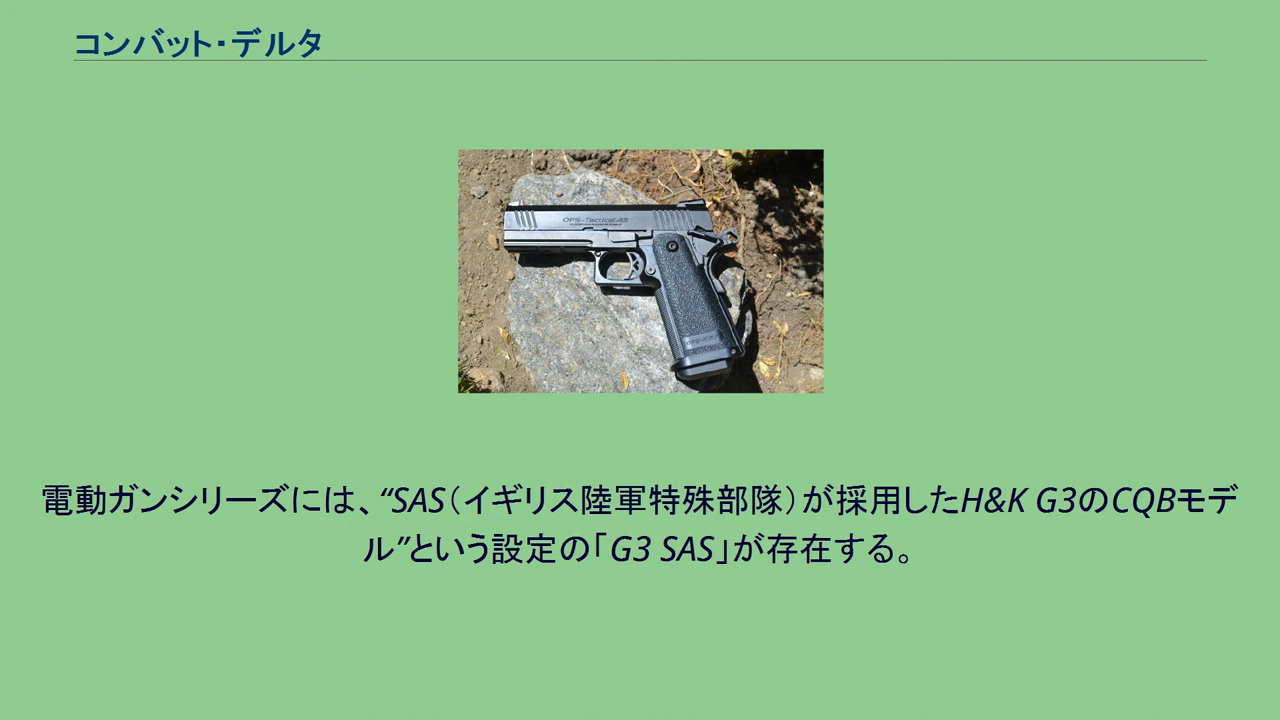 コンバット・デルタ
OPS-Tactical.45
電動ガンシリーズには、“SAS（イギリス陸軍特殊部隊）が採用したH&K G3のCQBモデ
ル”という設定の「G3 SAS」が存在する。